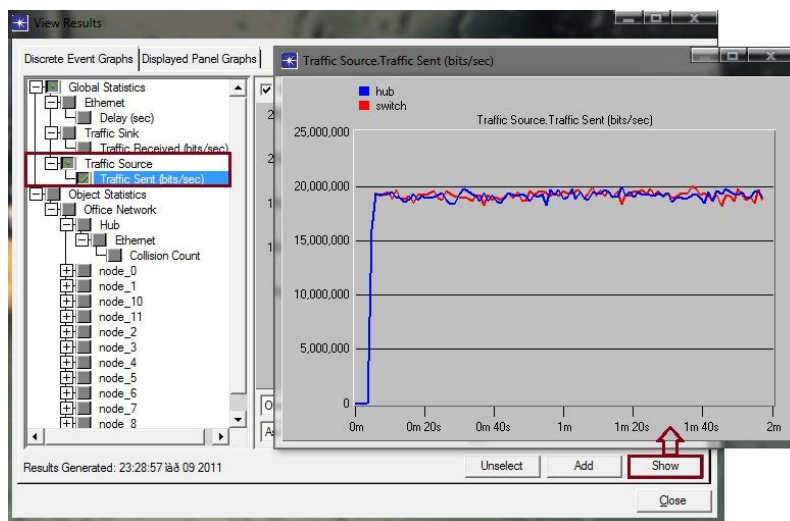 View Results
Discrete Event Graphs
Displayed Panel Graphs
Global Statistics
Ethernet
Delay (sec)
Traffic Sink
Traffic Received (bits/sec)
Traffic Source
Traffic Sent (bits/sec)
Object Statistics
Office Network
Hub
Ethernet
Collision Count
node_0
node_1
node_10
node_11
node_2
node_3
node_4
node_5
node_6
node_7
node_8
Traffic Source.Traffic Sent (bits/sec)
hub
switch
Traffic Source.Traffic Sent (bits/sec)
25,000,000
20,000,000
15,000,000
10,000,000
5,000,000
0
0m 0m 20s 0m 40s 1m 1m 20s 1m 40s 2m
Results Generated: 23:28:57 ìàð 09 2011
Unselect
Add
Show
Close